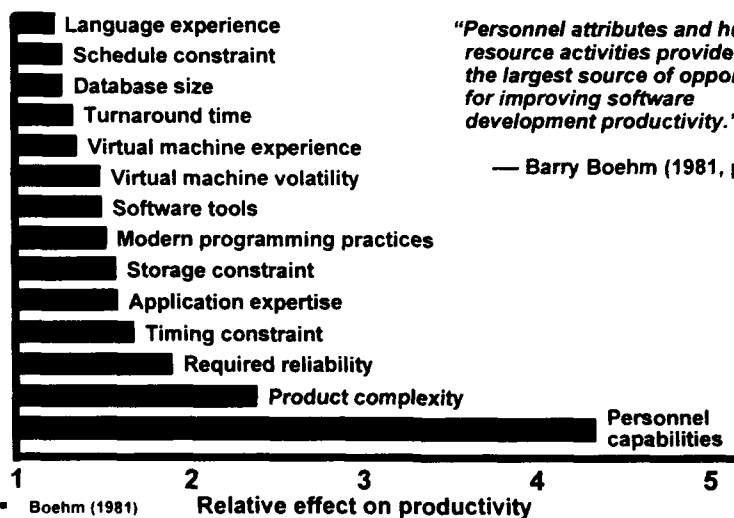 Language experience
Schedule constraint
Database size
Turnaround time
Virtual machine experience
Virtual machine volatility
Software tools
Modern programming practices
Storage constraint
Application expertise
Timing constraint
Required reliability
Product complexity
Personnel
capabilities
"Personnel attributes and
resource activities provide
the largest source of
for improving software
development productivity."
— Barry Boehm (1981,
1 2 3 4 5
Boehm (1981) Relative effect on productivity